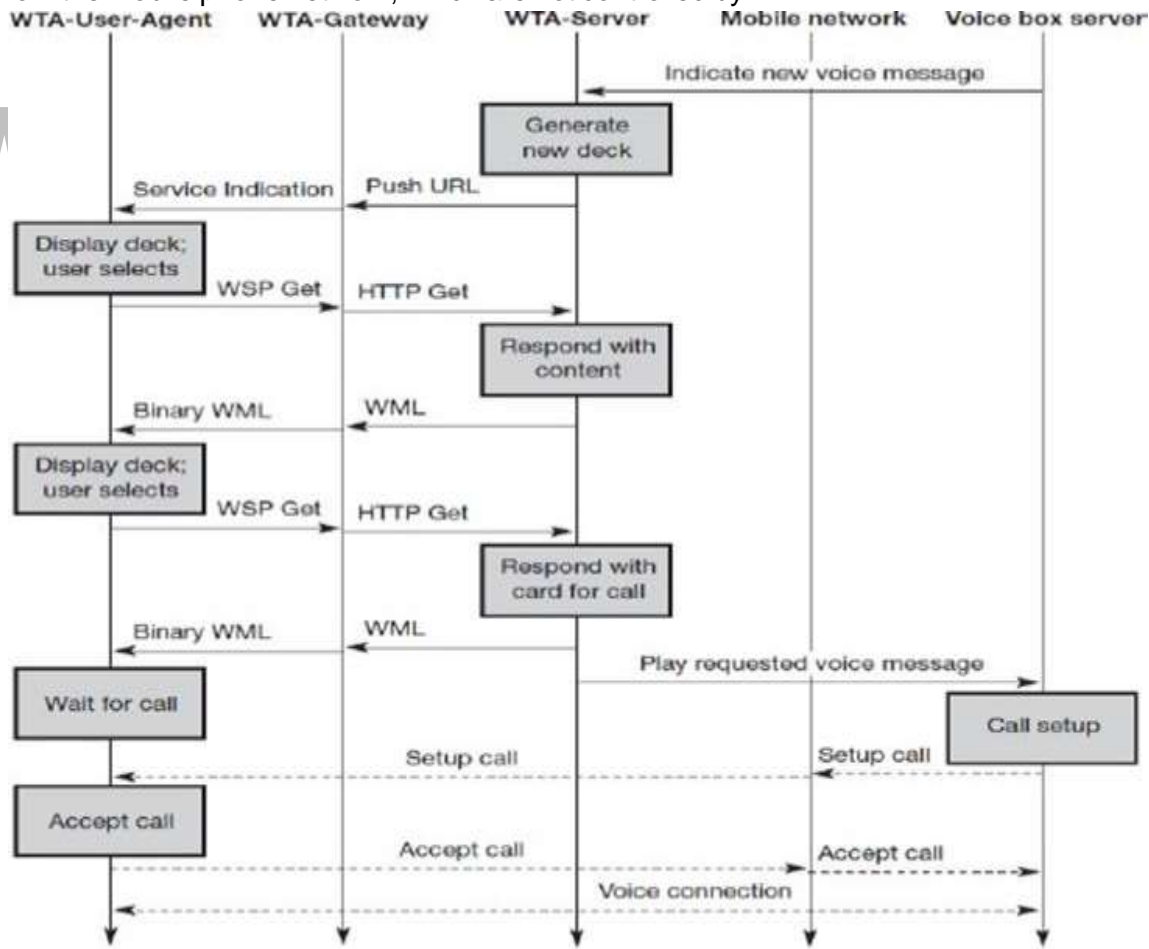 WTA-User-Agent WTA-Gateway WTA-Server Mobile network Voice box server
Indicate new voice message
Generate
new deck
Service Indication Push URL
Display deck;
user selects
WSP Get HTTP Get
Respond with
content
Binary WML WML
Display deck;
user selects
WSP Get HTTP Get
Respond with
card for call
Binary WML WML
Play requested voice message
Wait for call
Call setup
Setup call Setup call
Accept call
Accept call Accept call
Voice connection